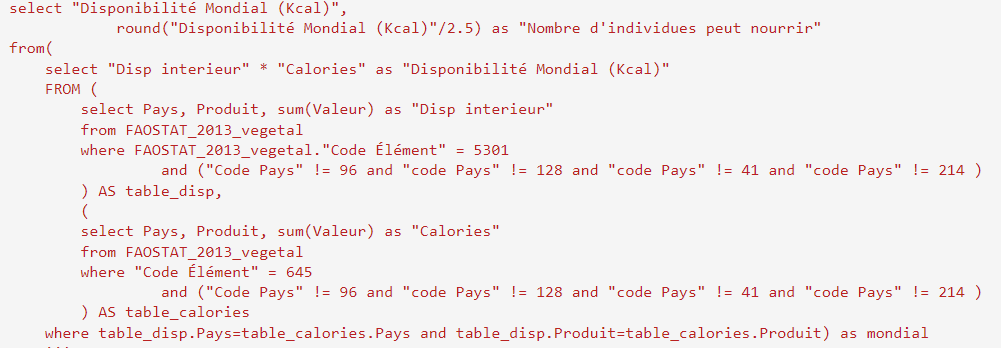 select "Disponibilité Mondial (Kcal)",
round("Disponibilité Mondial (Kcal)"/2.5) as "Nombre d'individues peut nourrir"
from(
select "Disp interieur" * "Calories" as "Disponibilité Mondial (Kcal)"
FROM (
select Pays, Produit, sum(Valeur) as "Disp interieur"
from FAOSTAT_2013_vegetal
where FAOSTAT_2013_vegetal."Code Élément" = 5301
and ("Code Pays" != 96 and "code Pays" != 128 and "code Pays" != 41 and "code Pays" != 214 )
) AS table_disp,
(
select Pays, Produit, sum(Valeur) as "Calories"
from FAOSTAT_2013_vegetal
where "Code Élément" = 645
and ("Code Pays" != 96 and "code Pays" != 128 and "code Pays" != 41 and "code Pays" != 214 )
) AS table_calories
where table_disp.Pays=table_calories.Pays and table_disp.Produit=table_calories.Produit) as mondial